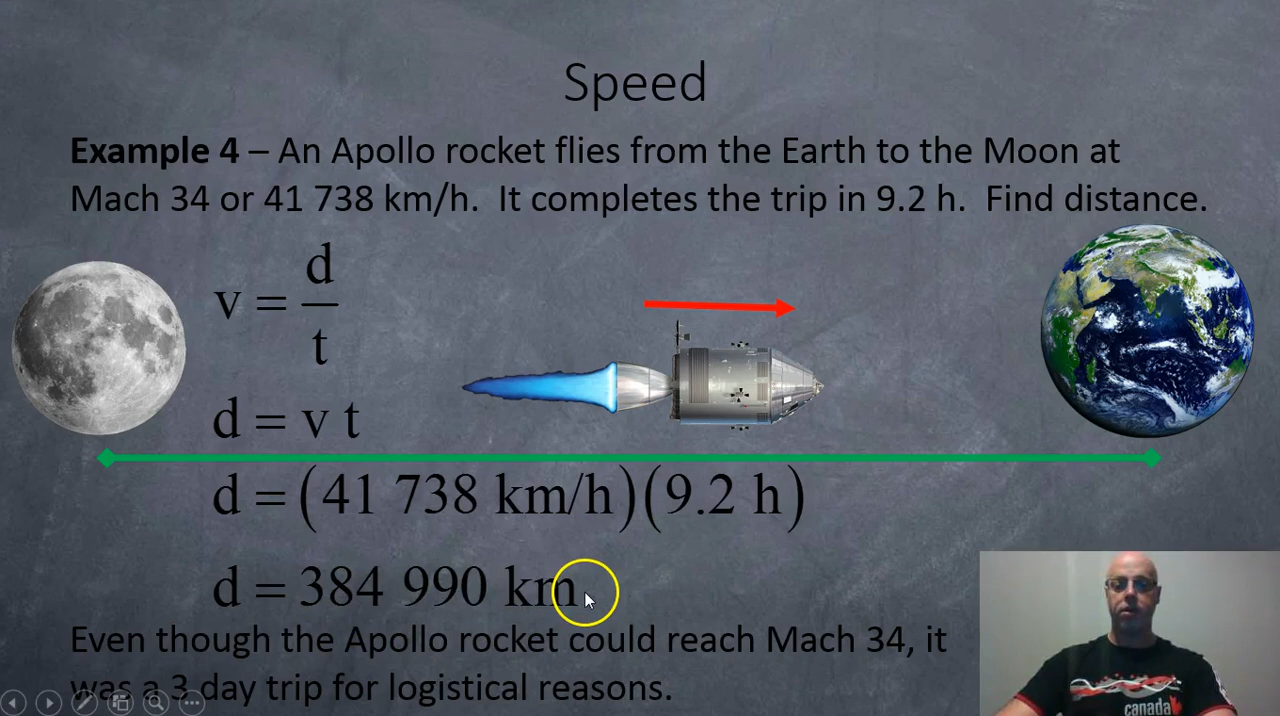 Speed
Example 4 – An Apollo rocket flies from the Earth to the Moon at
Mach 34 or 41 738 km/h. It completes the trip in 9.2 h. Find distance.
v = d/t
d = v t
d = (41 738 km/h)(9.2 h)
d = 384 990 km
Even though the Apollo rocket could reach Mach 34, it
was a 3 day trip for logistical reasons.
canada